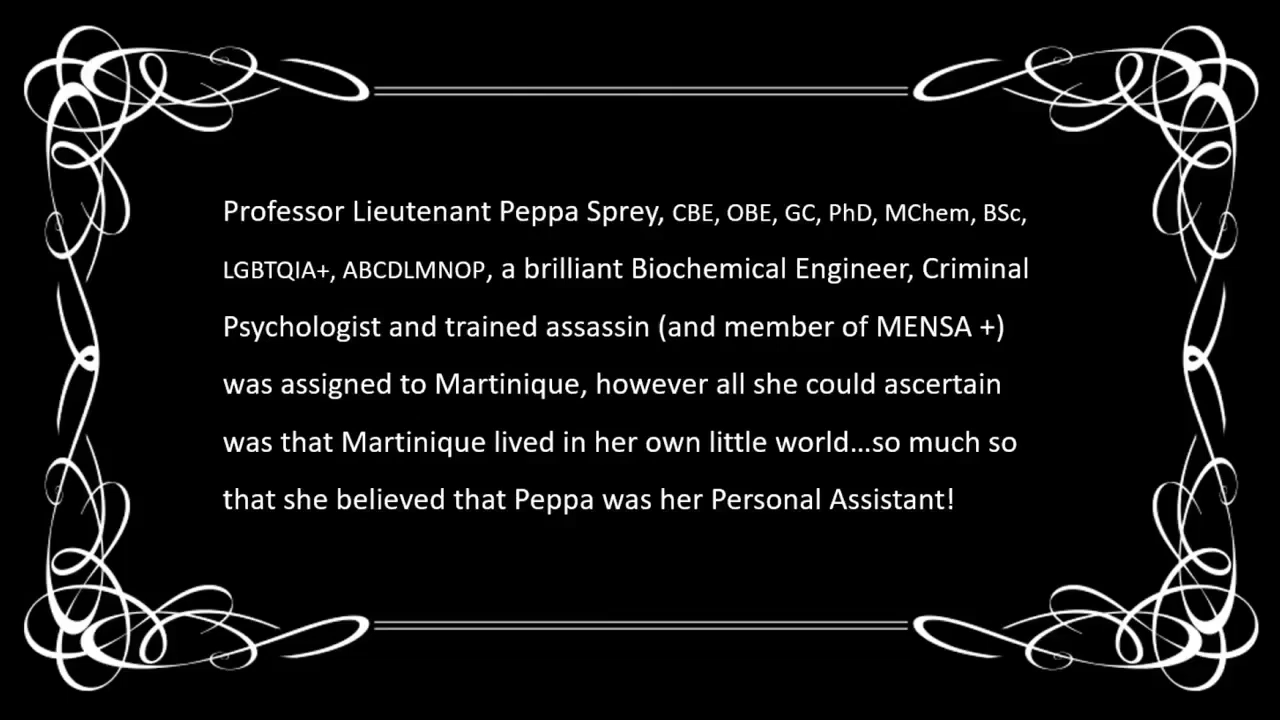 Professor Lieutenant Peppa Sprey, CBE, OBE, GC, PhD, MChem, BSc,
LGBTQIA+, ABCDLMNOP, a brilliant Biochemical Engineer, Criminal
Psychologist and trained assassin (and member of MENSA +)
was assigned to Martinique, however all she could ascertain
was that Martinique lived in her own little world...so much so
that she believed that Peppa was her Personal Assistant!